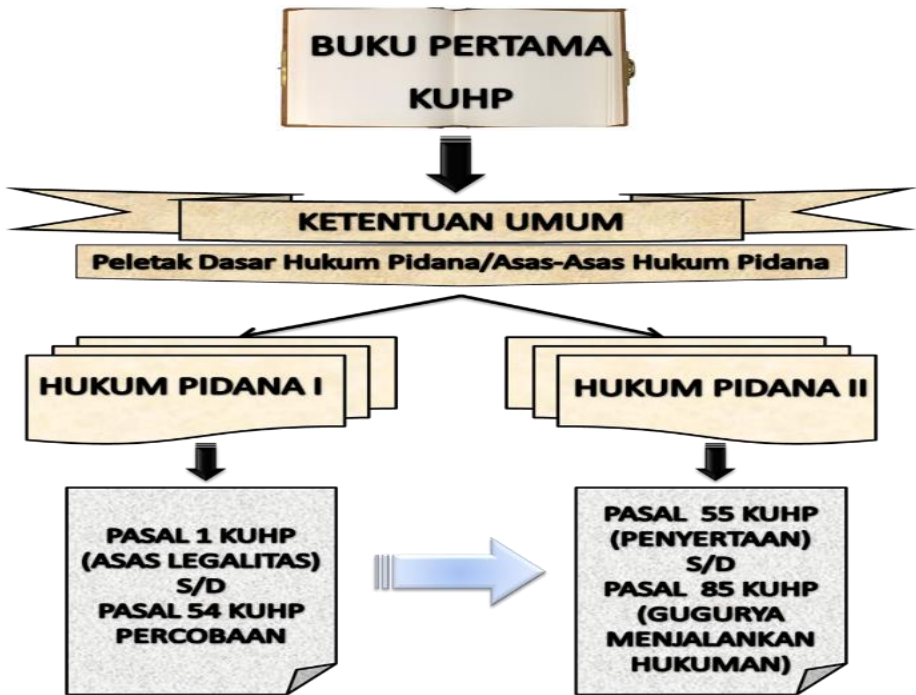 BUKU PERTAMA
KUHP
KETENTUAN UMUM
Peletak Dasar Hukum Pidana/Asas-Asas Hukum Pidana
HUKUM PIDANA I
HUKUM PIDANA II
PASAL 1 KUHP
(ASAS LEGALITAS)
S/D
PASAL 54 KUHP
PERCOBAAN
PASAL 55 KUHP
(PENYERTAAN)
S/D
PASAL 85 KUHP
(GUGURYA
MENJALANKAN
HUKUMAN)